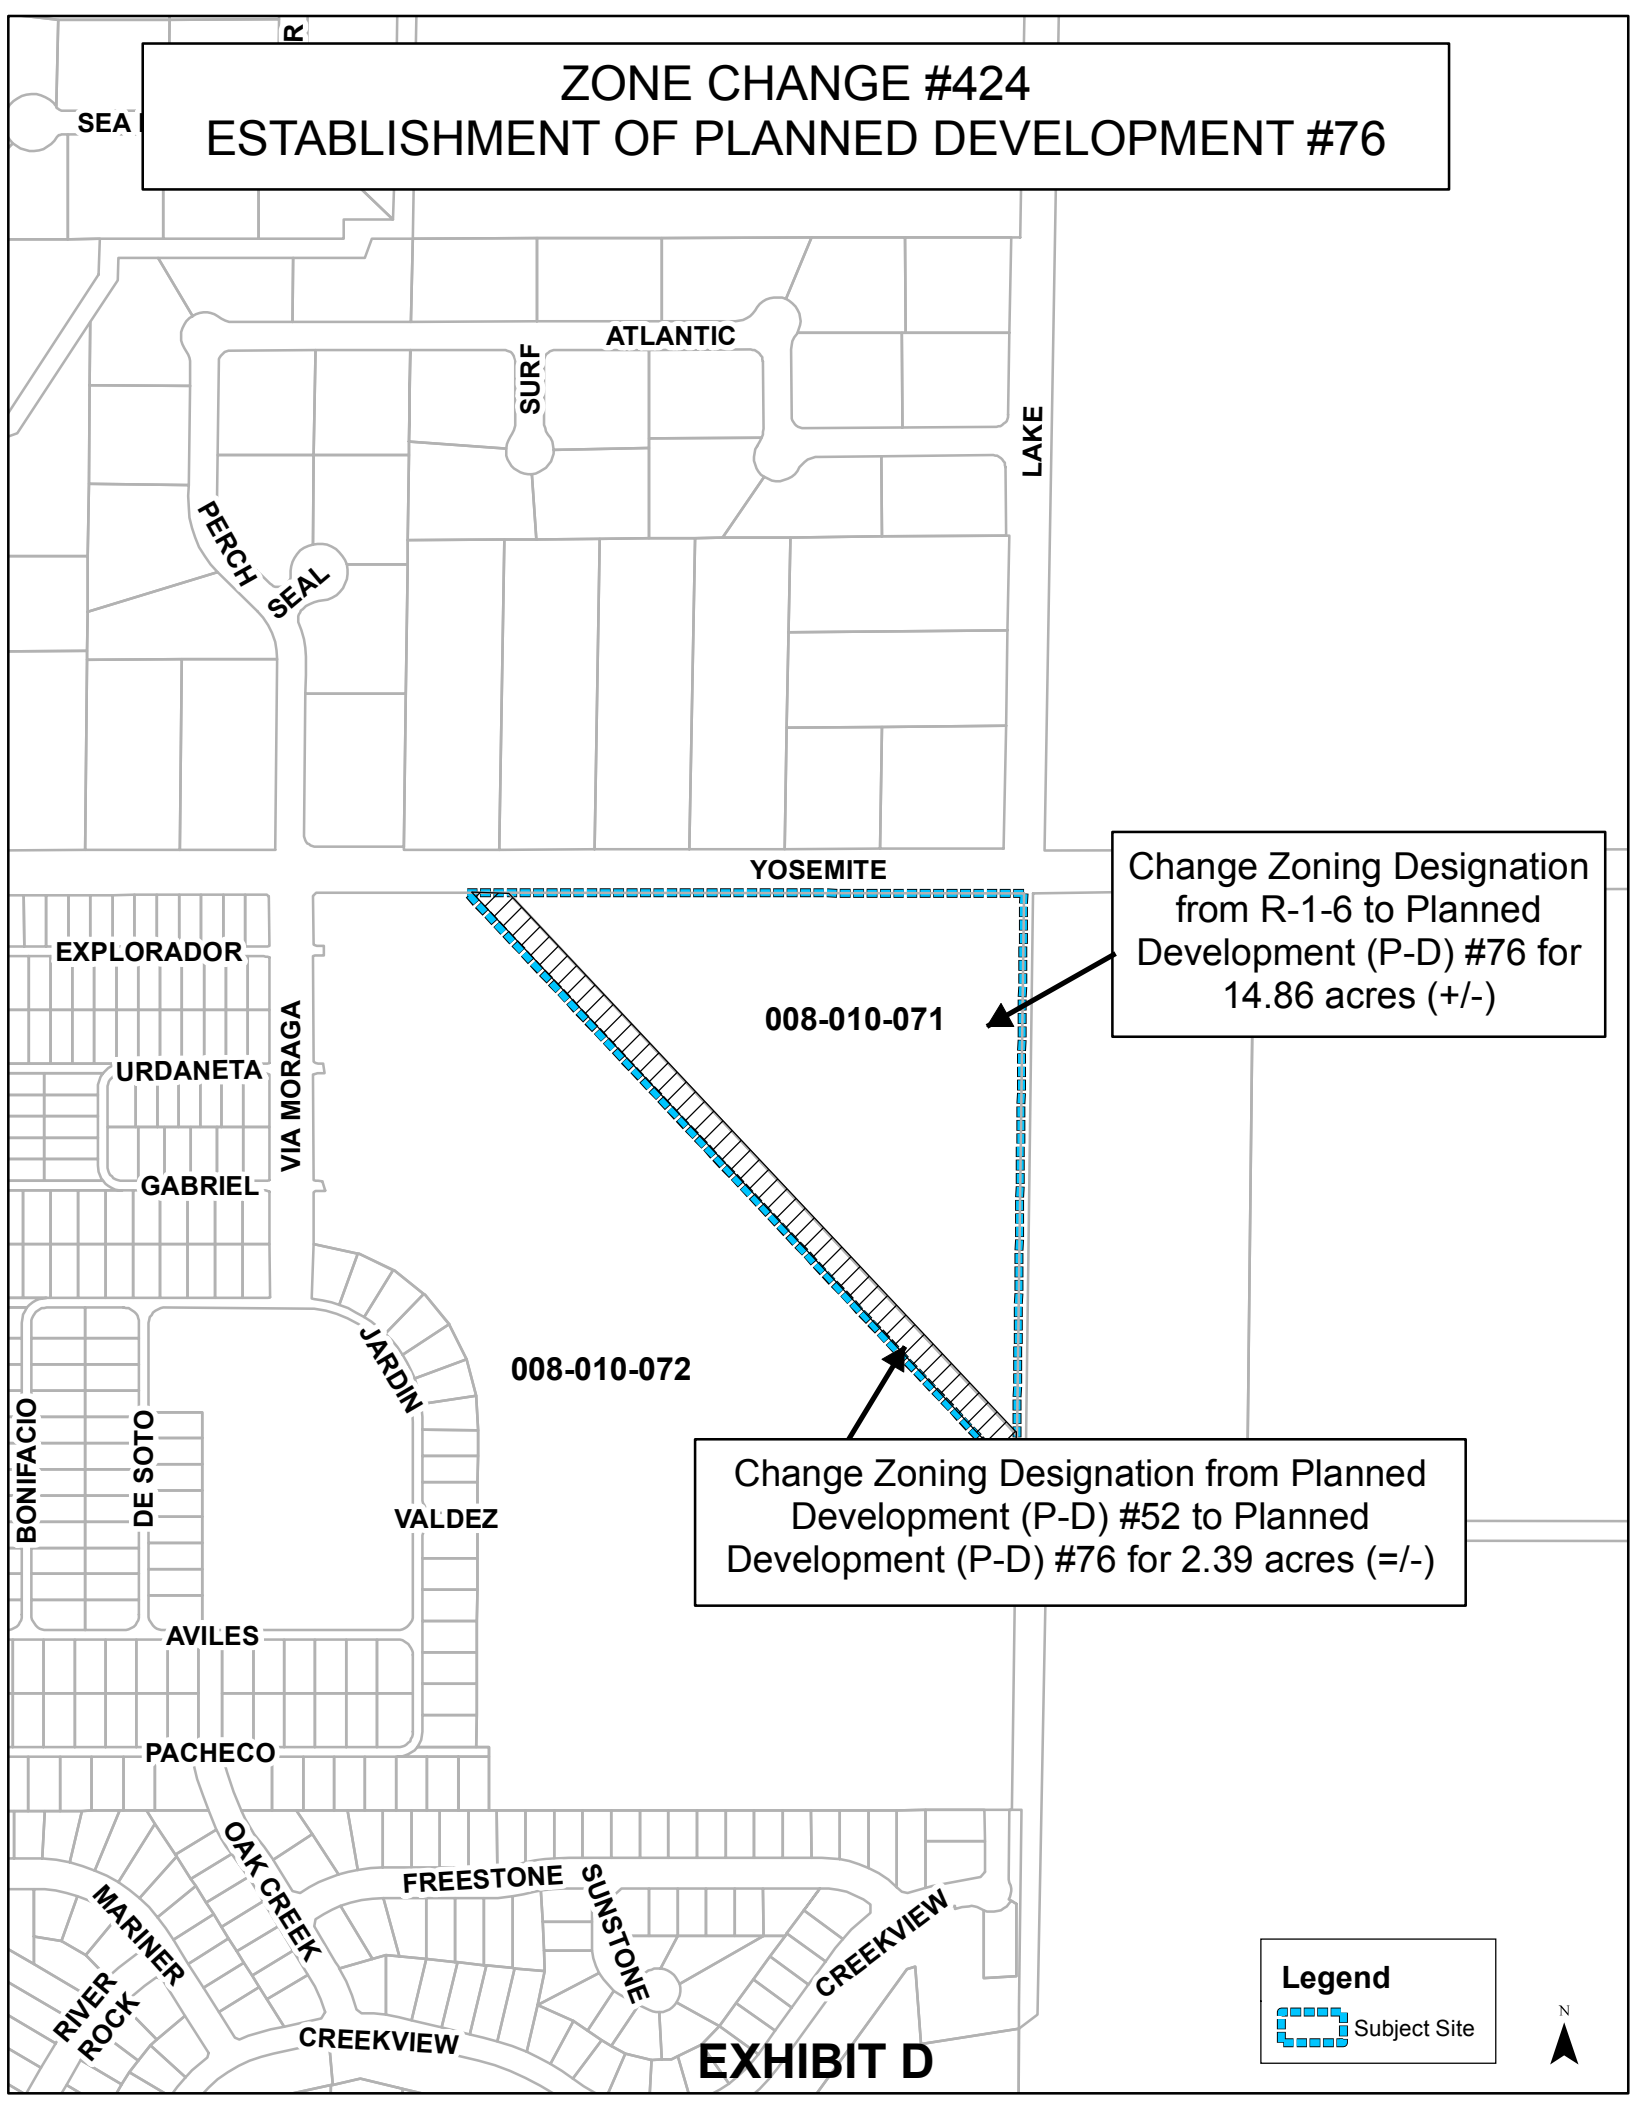 R
ZONE CHANGE #424
ESTABLISHMENT OF PLANNED DEVELOPMENT #76
SEA
ATLANTIC
SURF
LAKE
PERCH
SEAL
YOSEMITE
Change Zoning Designation
from R-1-6 to Planned
Development (P-D) #76 for
14.86 acres (+/-)
EXPLORADOR
008-010-071
URDANETA
VIA MORAGA
GABRIEL
JARDIN
008-010-072
BONIFACIO
DE SOTO
VALDEZ
Change Zoning Designation from Planned
Development (P-D) #52 to Planned
Development (P-D) #76 for 2.39 acres (=/-)
AVILES
PACHECO
OAK CREEK
FREESTONE
SUNSTONE
MARINER
CREEKVIEW
RIVER
ROCK
CREEKVIEW
EXHIBIT D
Legend
Subject Site
N